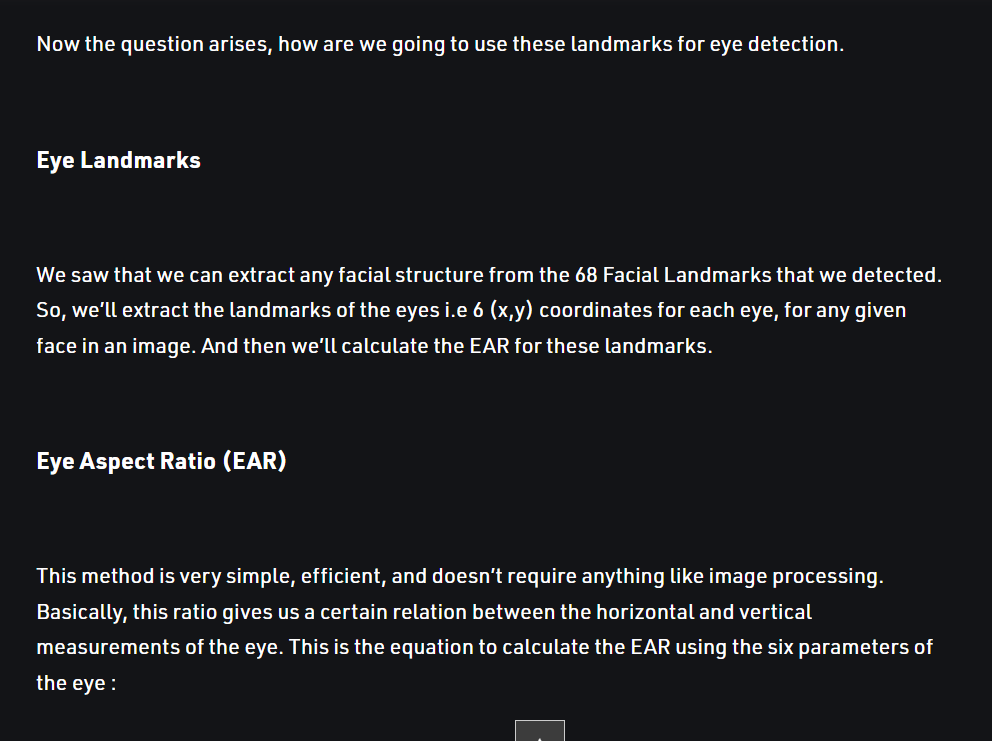 Now the question arises, how are we going to use these landmarks for eye detection.
Eye Landmarks
We saw that we can extract any facial structure from the 68 Facial Landmarks that we detected.
So, we’ll extract the landmarks of the eyes i.e 6 (x,y) coordinates for each eye, for any given
face in an image. And then we’ll calculate the EAR for these landmarks.
Eye Aspect Ratio (EAR)
This method is very simple, efficient, and doesn’t require anything like image processing.
Basically, this ratio gives us a certain relation between the horizontal and vertical
measurements of the eye. This is the equation to calculate the EAR using the six parameters of
the eye :